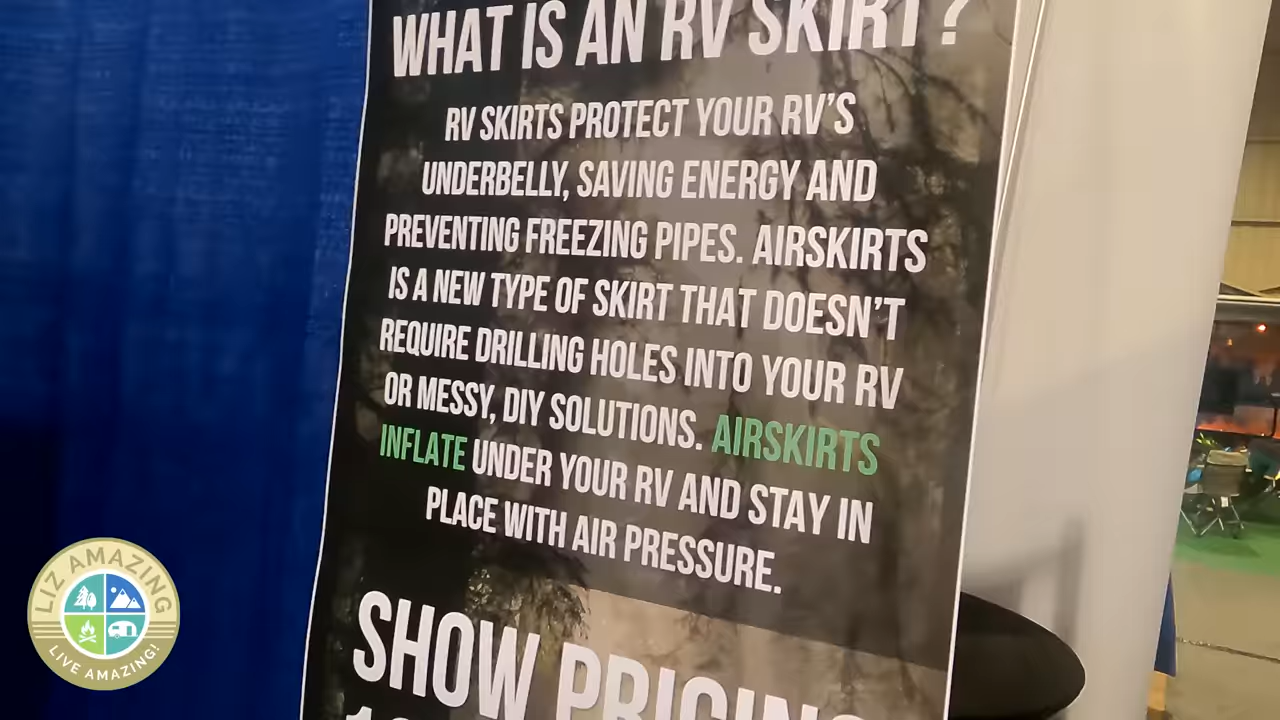 WHAT IS AN RV SKIRT?
RV SKIRTS PROTECT YOUR RV'S
UNDERBELLY, SAVING ENERGY AND
PREVENTING FREEZING PIPES. AIRSKIRTS
IS A NEW TYPE OF SKIRT THAT DOESN'T
REQUIRE DRILLING HOLES INTO YOUR RV
OR MESSY, DIY SOLUTIONS. AIRSKIRTS
INFLATE UNDER YOUR RV AND STAY IN
PLACE WITH AIR PRESSURE.
SHOW PRICING
LIZ AMAZING
LIVE AMAZING!